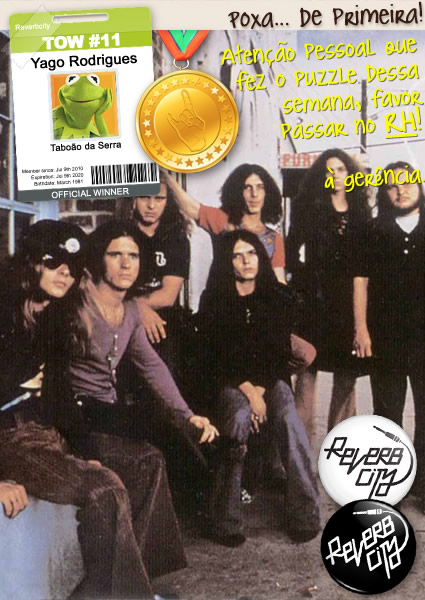 Reverbcity
TOW #11
Yago Rodrigues
Taboão da Serra
Member since: Jul 9th 2010
Expiration: Jul 9th 2020
Birthdate: March 1981
OFFICIAL WINNER
Poxa... De Primeira!
Atenção Pessoal que
fez o Puzzle dessa
semana, favor
Passar no RH!
à gerência.
Reverb
City
Reverb
City